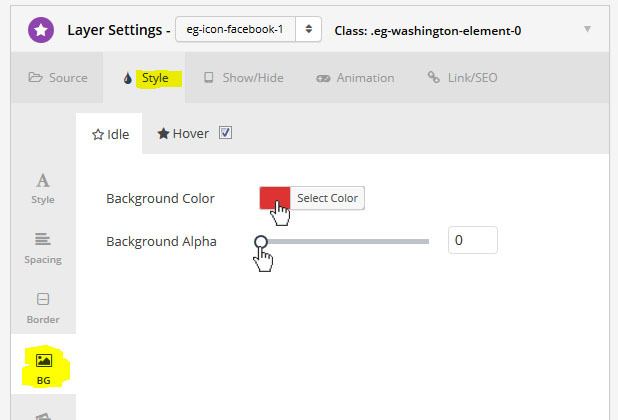 Layer Settings - eg-icon-facebook-1 Class: .eg-washington-element-0
Source Style Show/Hide Animation Link/SEO
Idle Hover
Style
Background Color Select Color
Background Alpha 0
Spacing
Border
BG